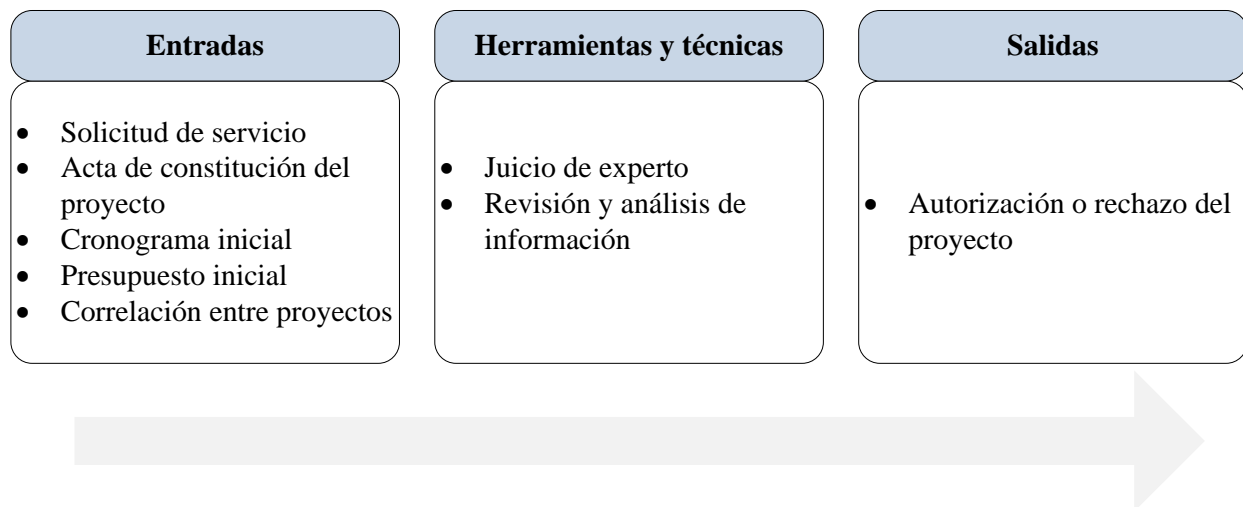 Entradas
• Solicitud de servicio
• Acta de constitución del
proyecto
• Cronograma inicial
• Presupuesto inicial
• Correlación entre proyectos
Herramientas y técnicas
• Juicio de experto
• Revisión y análisis de
información
Salidas
• Autorización o rechazo del
proyecto